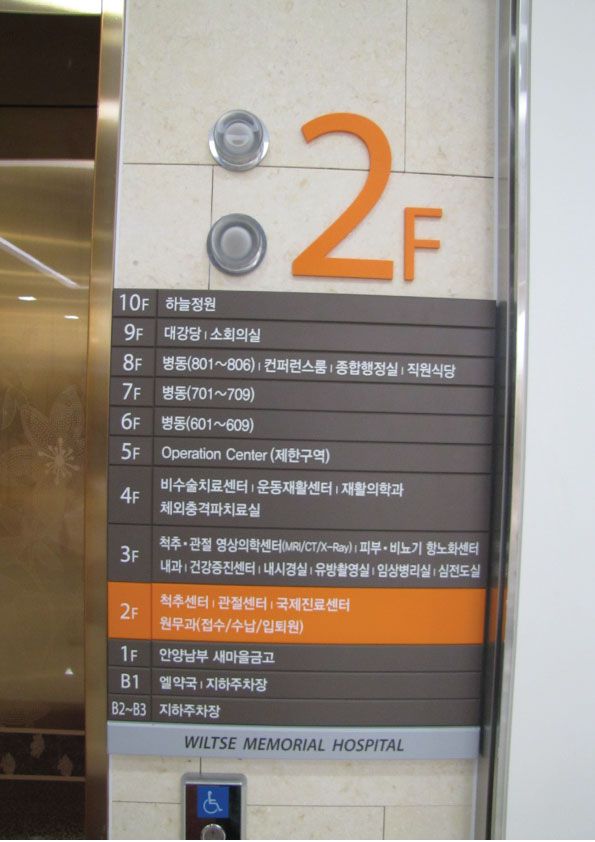 2F
10F 하늘정원
9F 대강당 | 소회의실
8F 병동(801~806) | 컨퍼런스룸 | 종합행정실 | 직원식당
7F 병동(701~709)
6F 병동(601~609)
5F Operation Center (제한구역)
4F 비수술치료센터 | 운동재활센터 | 재활의학과
체외충격파치료실
3F 척추·관절 영상의학센터(MRI/CT/X-Ray) | 피부·비뇨기 항노화센터
내과 | 건강증진센터 | 내시경실 | 유방촬영실 | 임상병리실 | 심전도실
2F 척추센터 | 관절센터 | 국제진료센터
원무과(접수/수납/입퇴원)
1F 안양남부 새마을금고
B1 엘약국 | 지하주차장
B2~B3 지하주차장
WILTSE MEMORIAL HOSPITAL